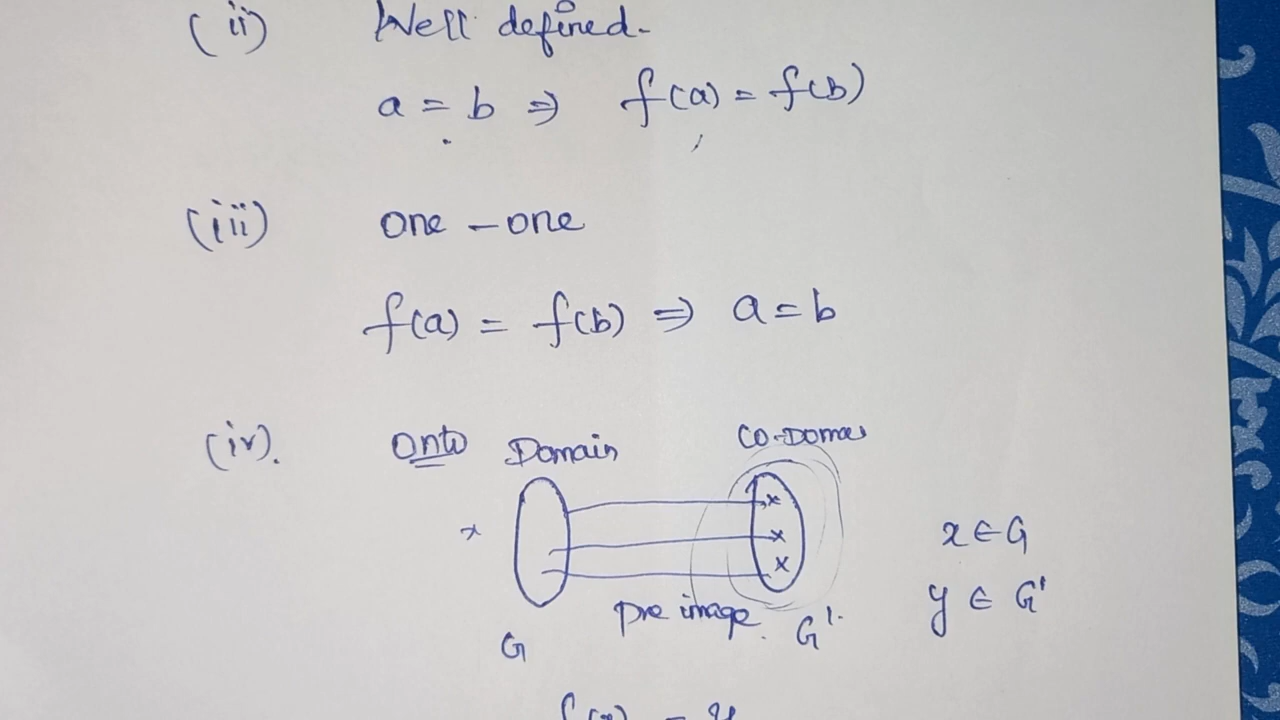 (ii) Well defined-
a = b ⇒ f(a) = f(b)
(iii) one - one
f(a) = f(b) ⇒ a = b
(iv). Onto Domain Co-Domai
x
x ∈ G
y ∈ G'
Pre image.
G G'.
f(x) = y